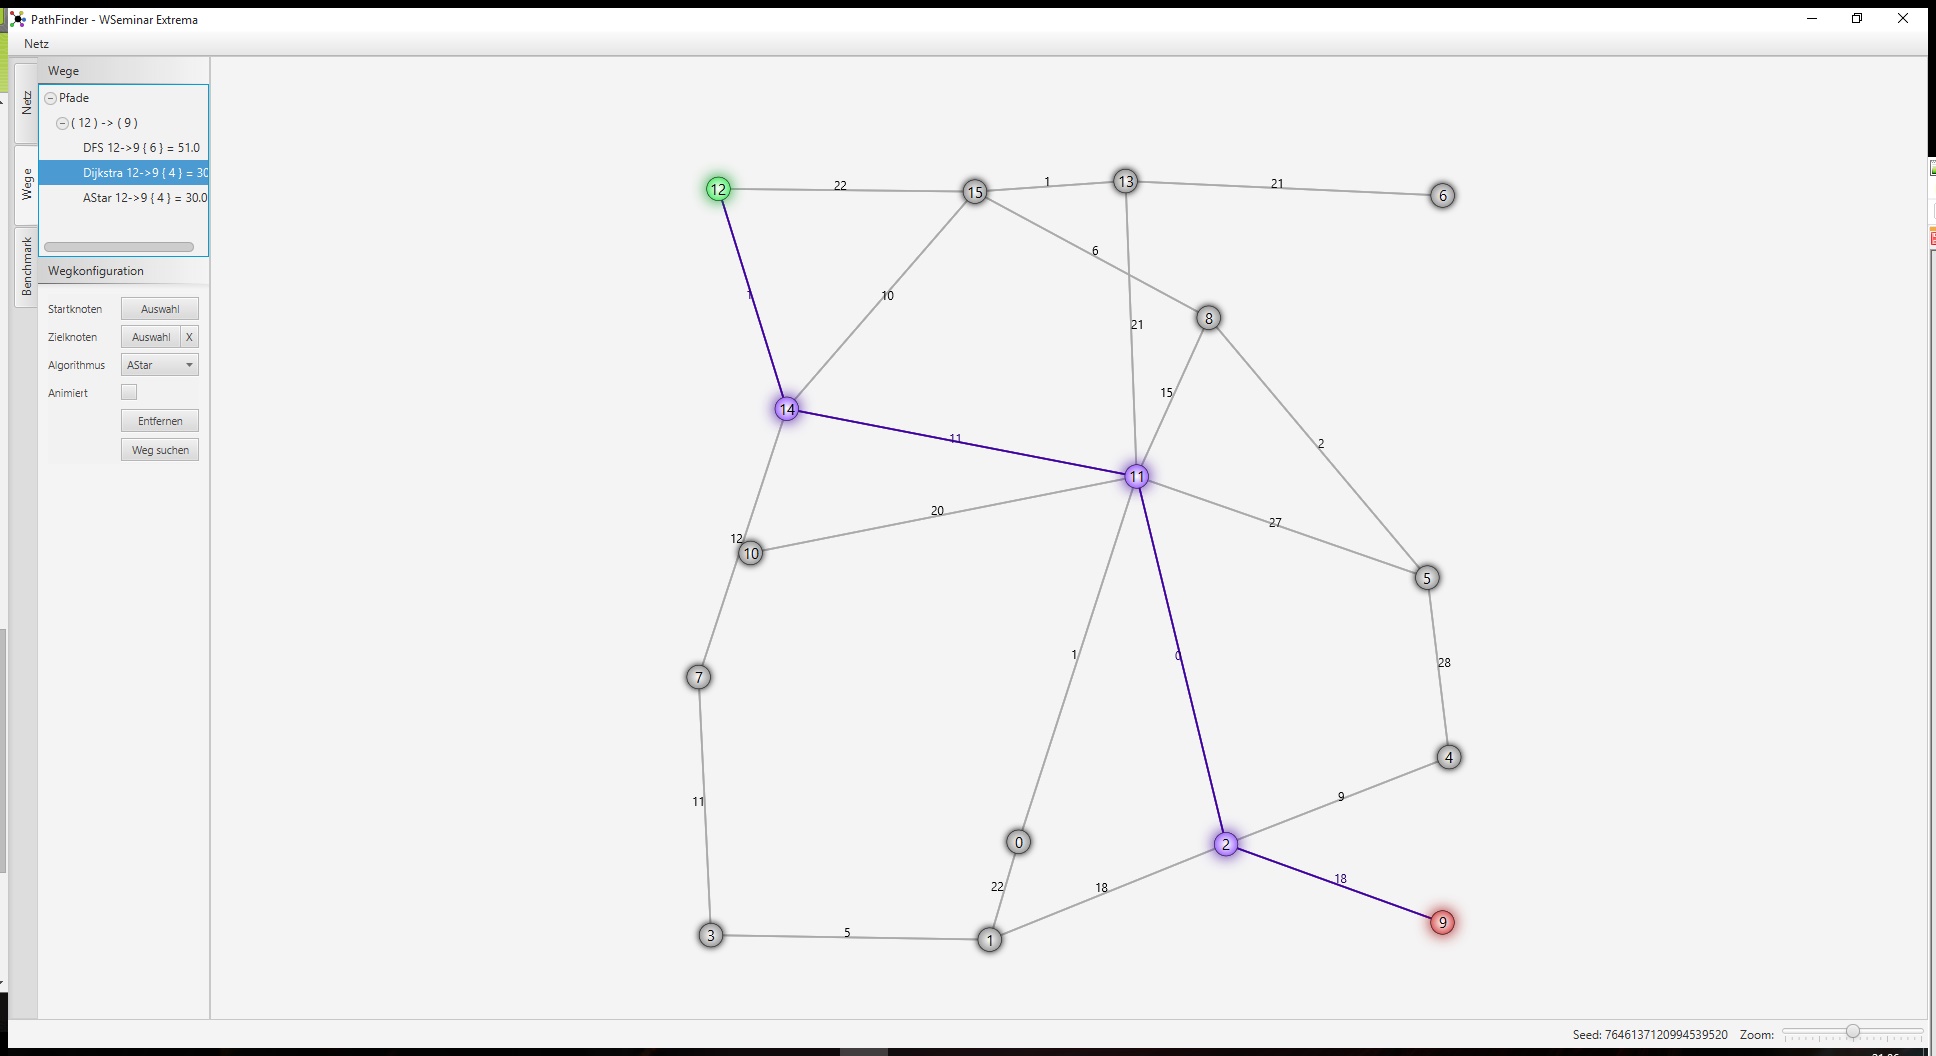 PathFinder - WSeminar Extrema
Netz
Netz
Wege
Benchmark
Wege
Pfade
( 12 ) -> ( 9 )
DFS 12->9 { 6 } = 51.0
Dijkstra 12->9 { 4 } = 30
AStar 12->9 { 4 } = 30.0
Wegkonfiguration
Startknoten Auswahl
Zielknoten Auswahl X
Algorithmus AStar
Animiert
Entfernen
Weg suchen
12 22 15 1 13 21 6
6
1 10 21 8
15
14 11 2
11
20 27
12 10 5
1 0 28
7
4
11 9
0 2
22 18 18
9
3 5 1
Seed: 7646137120994539520 Zoom: